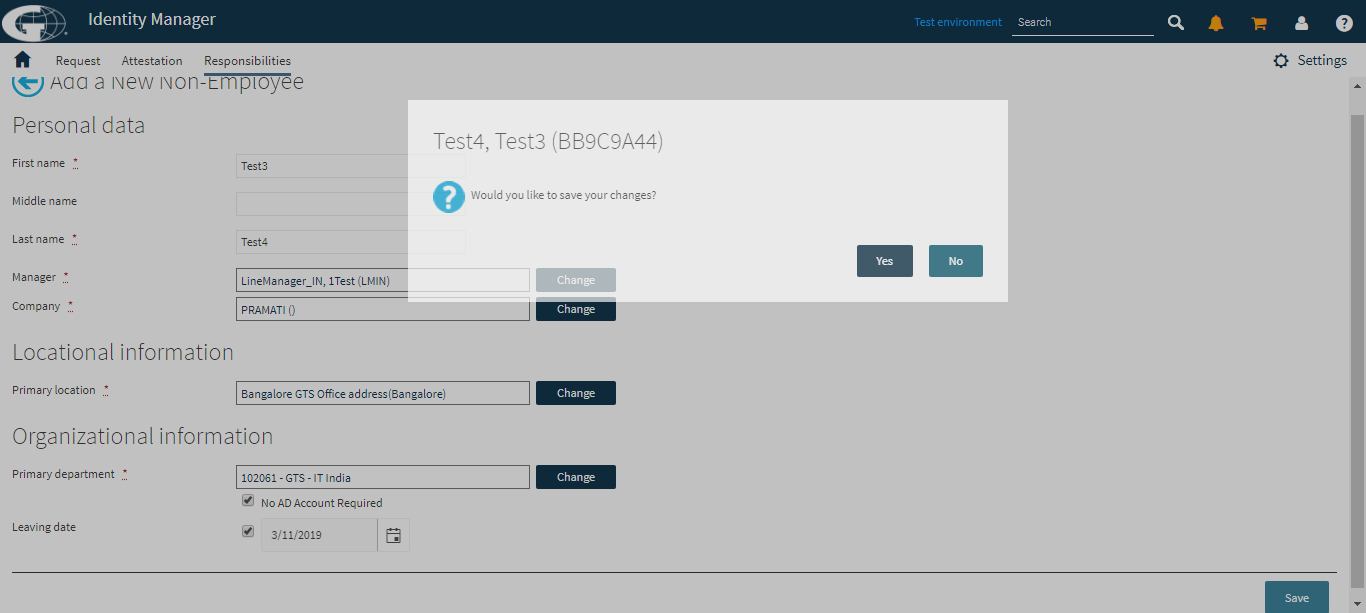 Identity Manager
Test environment
Search
Request Attestation Responsibilities
Settings
Add a New Non-Employee
Personal data
First name *
Test3
Middle name
Last name *
Test4
Manager *
LineManager_IN, 1Test (LMIN)
Change
Company *
PRAMATI ()
Change
Test4, Test3 (BB9C9A44)
? Would you like to save your changes?
Yes
No
Locational information
Primary location *
Bangalore GTS Office address(Bangalore)
Change
Organizational information
Primary department *
102061 - GTS - IT India
Change
No AD Account Required
Leaving date
3/11/2019
Save